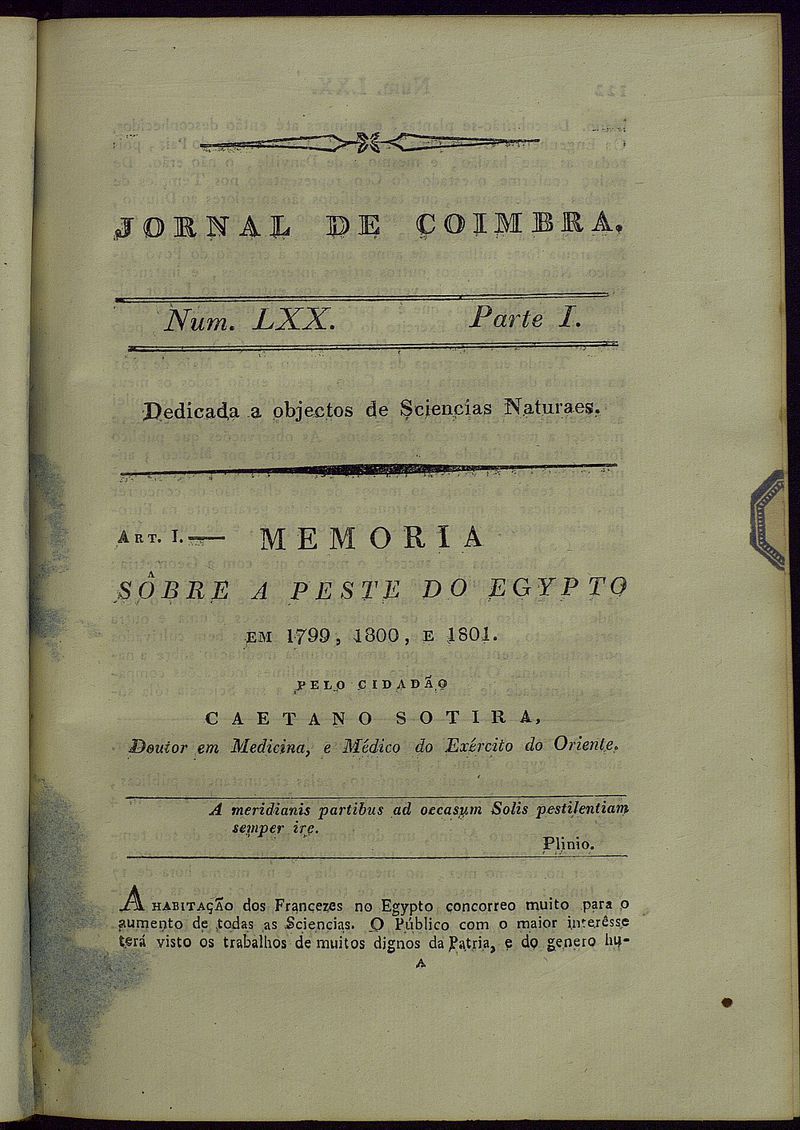 JORNAL DE COIMBRA.
Num. LXX. Parte I.
Dedicada a objectos de Sciencias Naturaes.
ART. I.— MEMORIA
SÔBRE A PESTE DO EGYPTO
EM 1799, 1800, E 1801.
PELO CIDADÃO
CAETANO SOTIRA,
Doutor em Medicina, e Médico do Exército do Oriente.
A meridianis partibus ad occasum Solis pestilentiam
semper ire.
Plinio.
A HABITAÇÃO dos Francezes no Egypto concorreo muito para o
aumento de todas as Sciencias. O Público com o maior interêsse
terá visto os trabalhos de muitos dignos da Patria, e do genero hu-
A